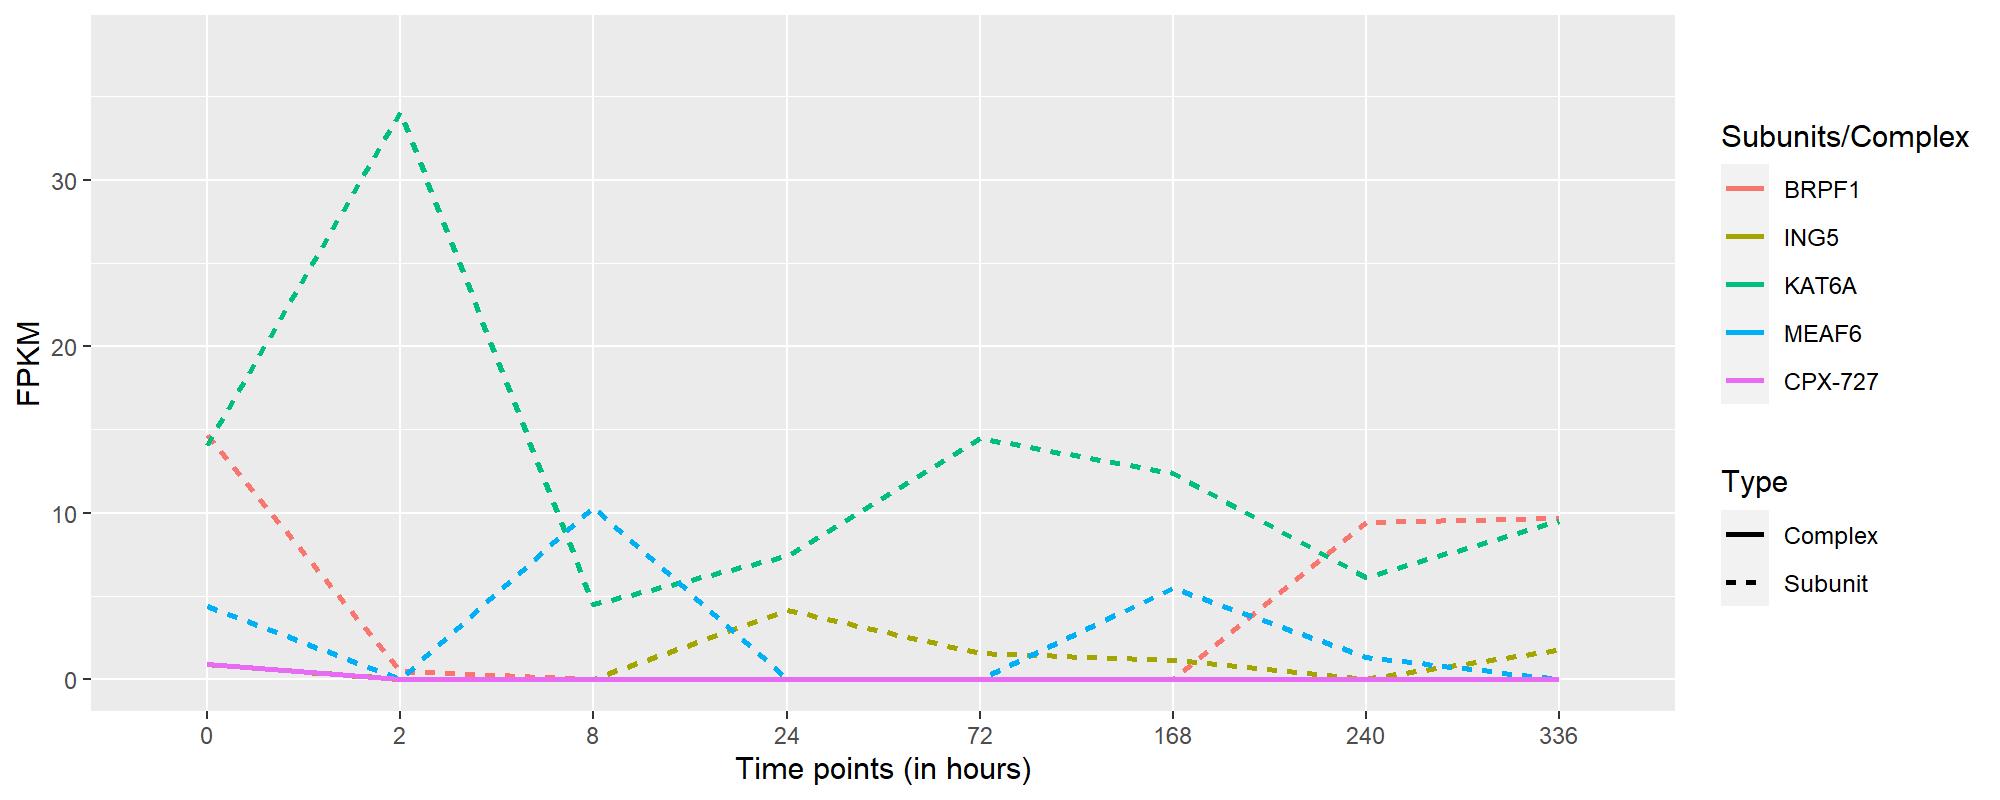 FPKM
30
20
10
0
0 2 8 24 72 168 240 336
Time points (in hours)
Subunits/Complex
BRPF1
ING5
KAT6A
MEAF6
CPX-727
Type
Complex
Subunit